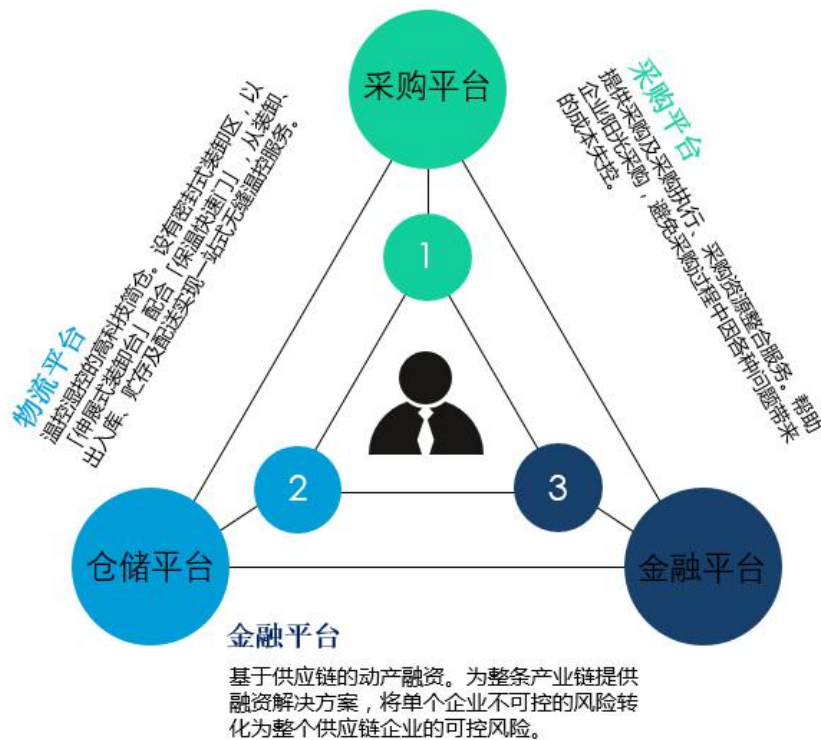 采购平台
采购平台
提供采购及采购执行、采购资源整合服务。帮助
企业阳光采购，避免采购过程中因各种问题带来
的成本失控。
物流平台
温控湿控的高科技筒仓。设有密封式装卸区，以
「伸展式装卸台」配合「保温快速门」，从装卸、
出入库、贮存及配送实现一站式无缝温控服务。
1
2
3
仓储平台
金融平台
金融平台
基于供应链的动产融资。为整条产业链提供
融资解决方案，将单个企业不可控的风险转
化为整个供应链企业的可控风险。